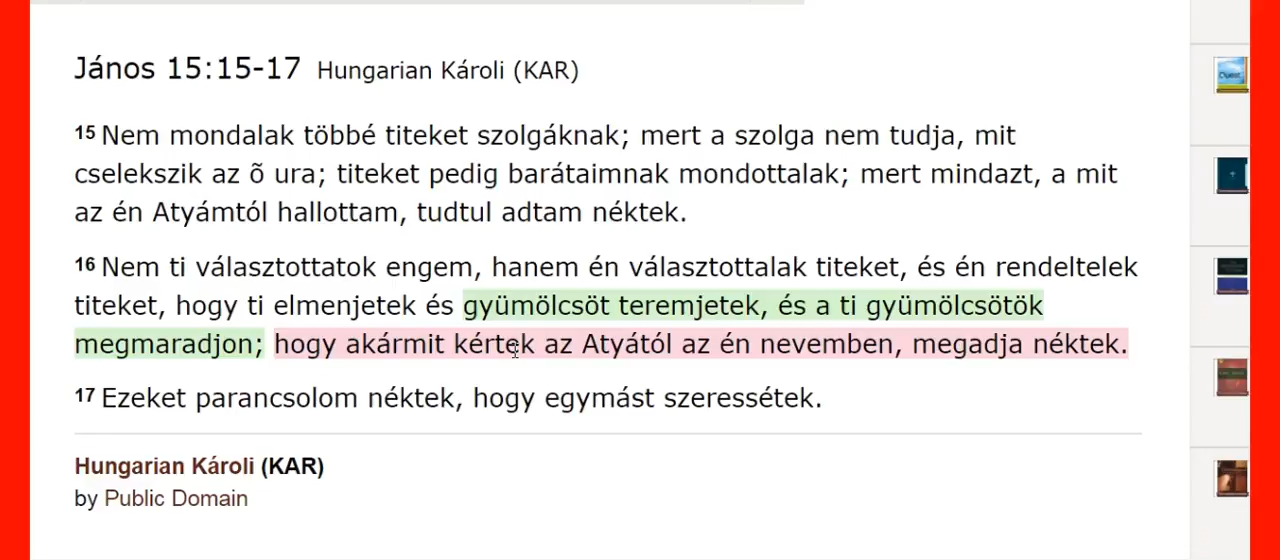 János 15:15-17 Hungarian Károli (KAR)
15 Nem mondalak többé titeket szolgáknak; mert a szolga nem tudja, mit
cselekszik az õ ura; titeket pedig barátaimnak mondottalak; mert mindazt, a mit
az én Atyámtól hallottam, tudtul adtam néktek.
16 Nem ti választottatok engem, hanem én választottalak titeket, és én rendeltelek
titeket, hogy ti elmenjetek és gyümölcsöt teremjetek, és a ti gyümölcsötök
megmaradjon; hogy akármit kértek az Atyától az én nevemben, megadja néktek.
17 Ezeket parancsolom néktek, hogy egymást szeressétek.
Hungarian Károli (KAR)
by Public Domain